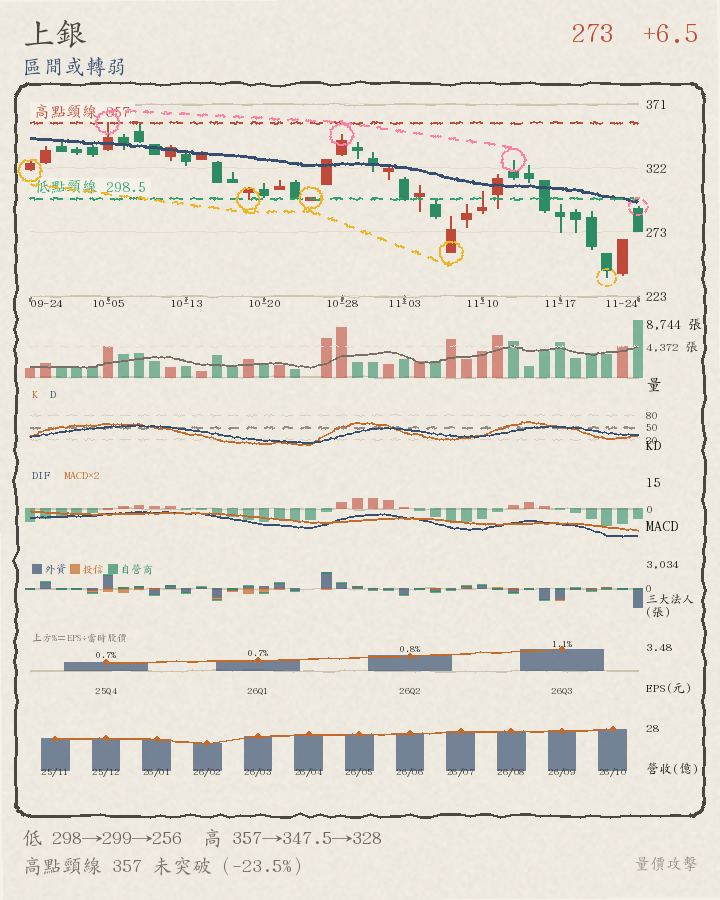 上銀 273 +6.5
區間或轉弱
高點頸線 357 371
322
低點頸線 298.5
273
223
09-24 10-05 10-13 10-20 10-28 11-03 11-10 11-17 11-24
8,744 張
4,372 張
量
K D
80
50
20
KD
DIF MACD×2 15
0
MACD
外資 投信 自營商 3,034
0
三大法人
(張)
上方%=EPS÷當時股價
0.7% 0.7% 0.8% 1.1% 3.48
25Q4 26Q1 26Q2 26Q3 EPS(元)
28
25/11 25/12 26/01 26/02 26/03 26/04 26/05 26/06 26/07 26/08 26/09 26/10 營收(億)
低 298→299→256 高 357→347.5→328
高點頸線 357 未突破 (-23.5%) 量價攻擊